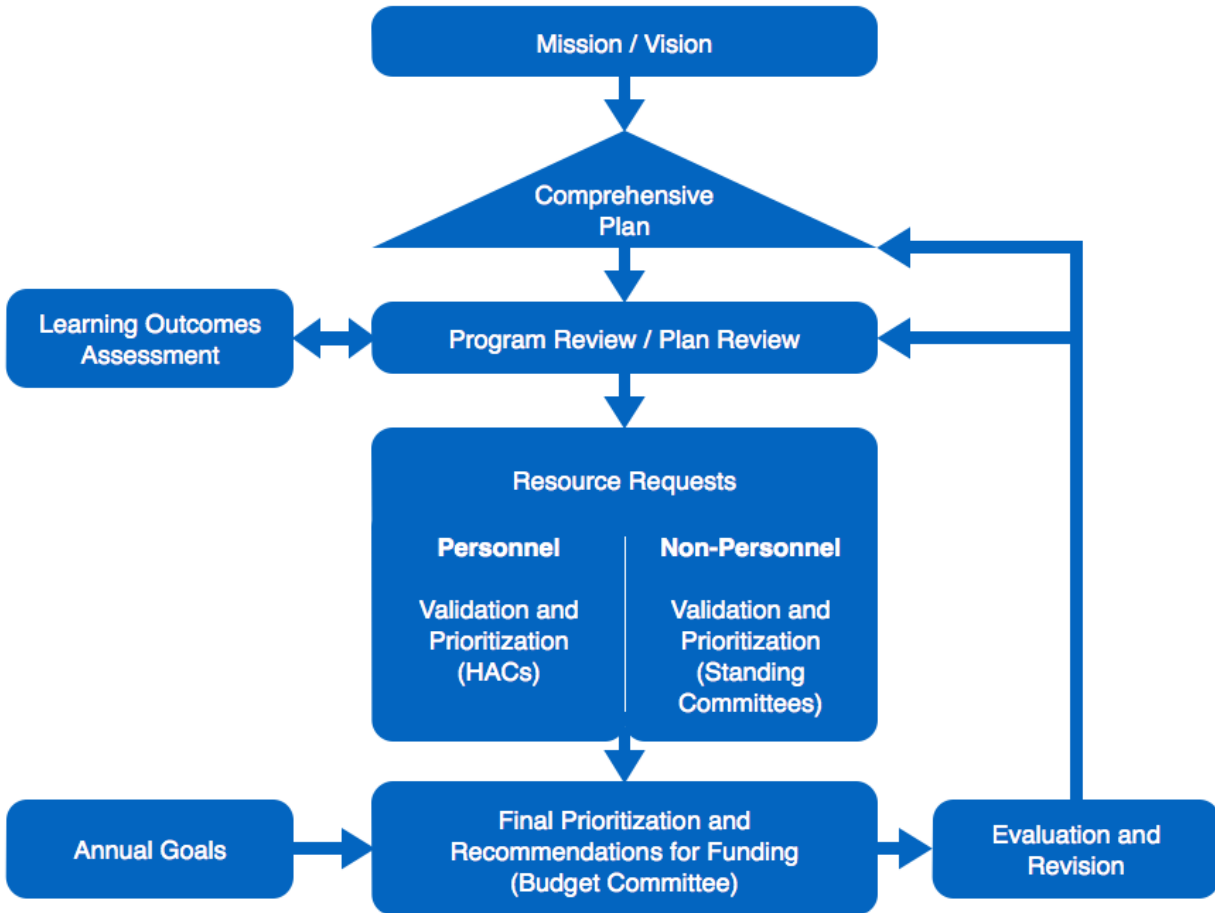 Mission / Vision
Comprehensive
Plan
Learning Outcomes
Assessment
Program Review / Plan Review
Resource Requests
Personnel
Validation and
Prioritization
(HACs)
Non-Personnel
Validation and
Prioritization
(Standing
Committees)
Annual Goals
Final Prioritization and
Recommendations for Funding
(Budget Committee)
Evaluation and
Revision